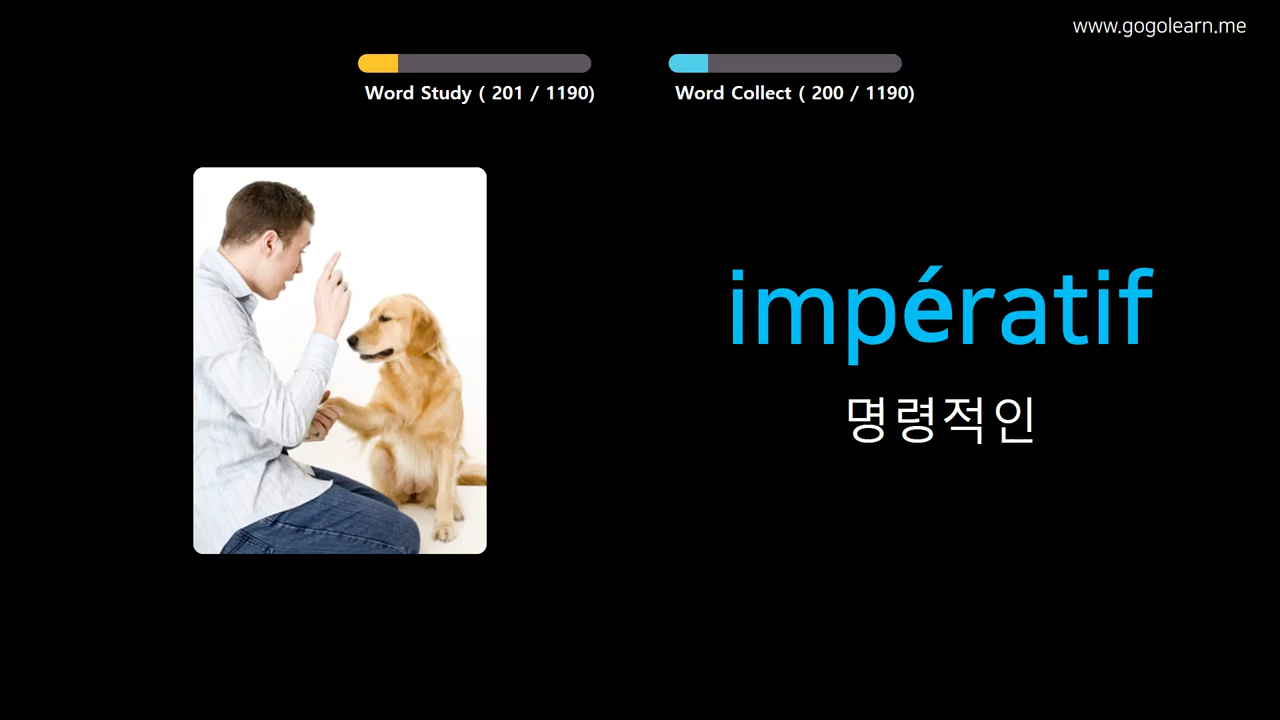 www.gogolearn.me
Word Study ( 201 / 1190)
Word Collect ( 200 / 1190)
impératif
명령적인